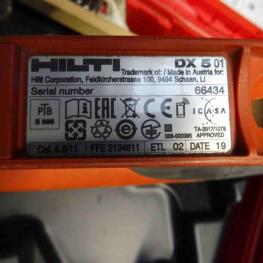 HILTI DX 5 01
Trademark of: / Made in Austria for:
Hilti Corporation, Feldkircherstrasse 100, 9494 Schaan, LI
Serial number 66434
PTB
S 995
ICASA
TA-2017/1078
APPROVED
Cal. 6.8/11 FFE 2134811 ETL 02 DATE 19